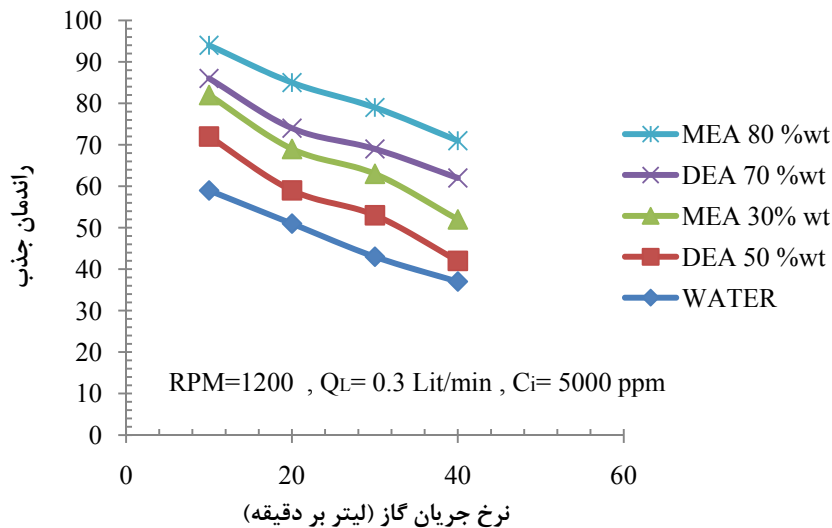 100
90
80
70
60
50
40
30
20
10
0
راندمان جذب
RPM=1200 , QL= 0.3 Lit/min , Ci= 5000 ppm
0 20 40 60
نرخ جریان گاز (لیتر بر دقیقه)
MEA 80 %wt
DEA 70 %wt
MEA 30% wt
DEA 50 %wt
WATER